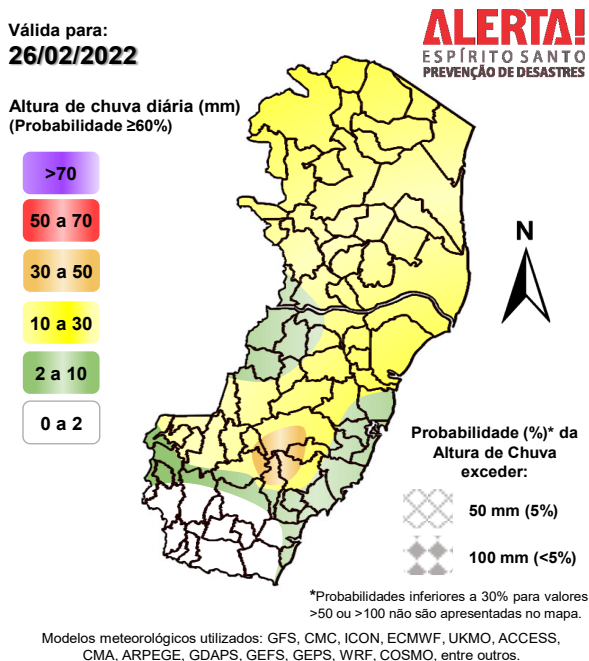 Válida para:
26/02/2022
ALERTA!
ESPÍRITO SANTO
PREVENÇÃO DE DESASTRES
Altura de chuva diária (mm)
(Probabilidade ≥60%)
>70
50 a 70
30 a 50
10 a 30
2 a 10
0 a 2
N
Probabilidade (%)* da
Altura de Chuva
exceder:
50 mm (5%)
100 mm (<5%)
*Probabilidades inferiores a 30% para valores
>50 ou >100 não são apresentadas no mapa.
Modelos meteorológicos utilizados: GFS, CMC, ICON, ECMWF, UKMO, ACCESS,
CMA, ARPEGE, GDAPS, GEFS, GEPS, WRF, COSMO, entre outros.